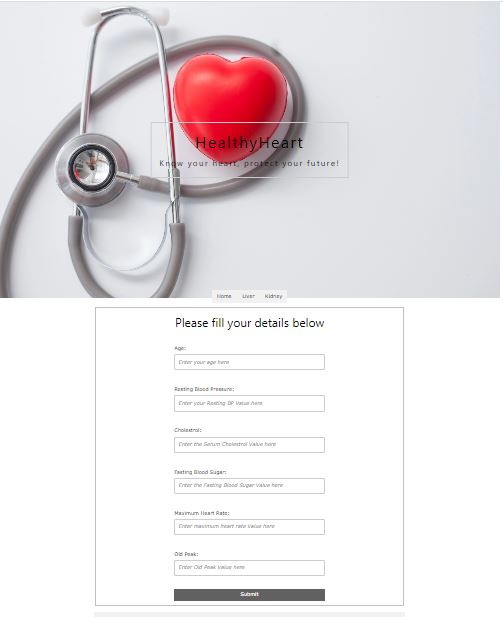 HealthyHeart
Know your heart, protect your future!
Home Liver Kidney
Please fill your details below
Age:
Enter your age here
Resting Blood Pressure:
Enter your Resting BP Value here
Cholestrol:
Enter the Serum Cholestrol Value here
Fasting Blood Sugar:
Enter the Fasting Blood Sugar Value here
Maximum Heart Rate:
Enter maximum heart rate Value here
Old Peak:
Enter Old Peak Value here
Submit